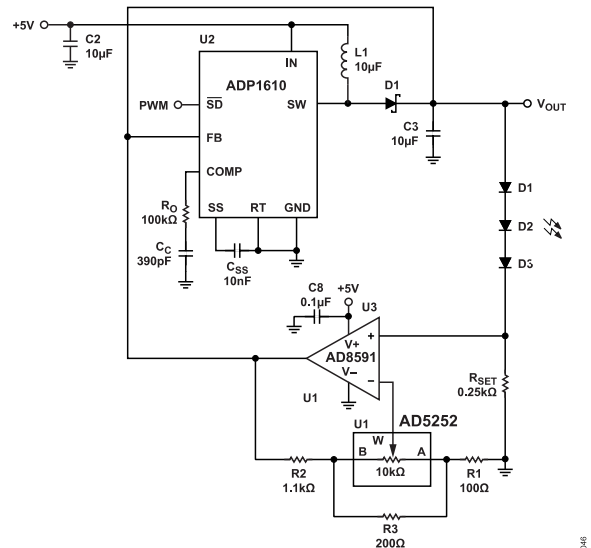 +5V
C2
10µF
U2
L1
10µF
IN
ADP1610
D1
PWM
SD
SW
VOUT
FB
C3
10µF
COMP
RO
100kΩ
SS
RT
GND
D1
CC
390pF
CSS
10nF
D2
D3
C8
0.1µF
+5V
U3
V+
+
AD8591
V–
–
RSET
0.25kΩ
U1
U1
AD5252
W
B
A
10kΩ
R2
1.1kΩ
R1
100Ω
R3
200Ω